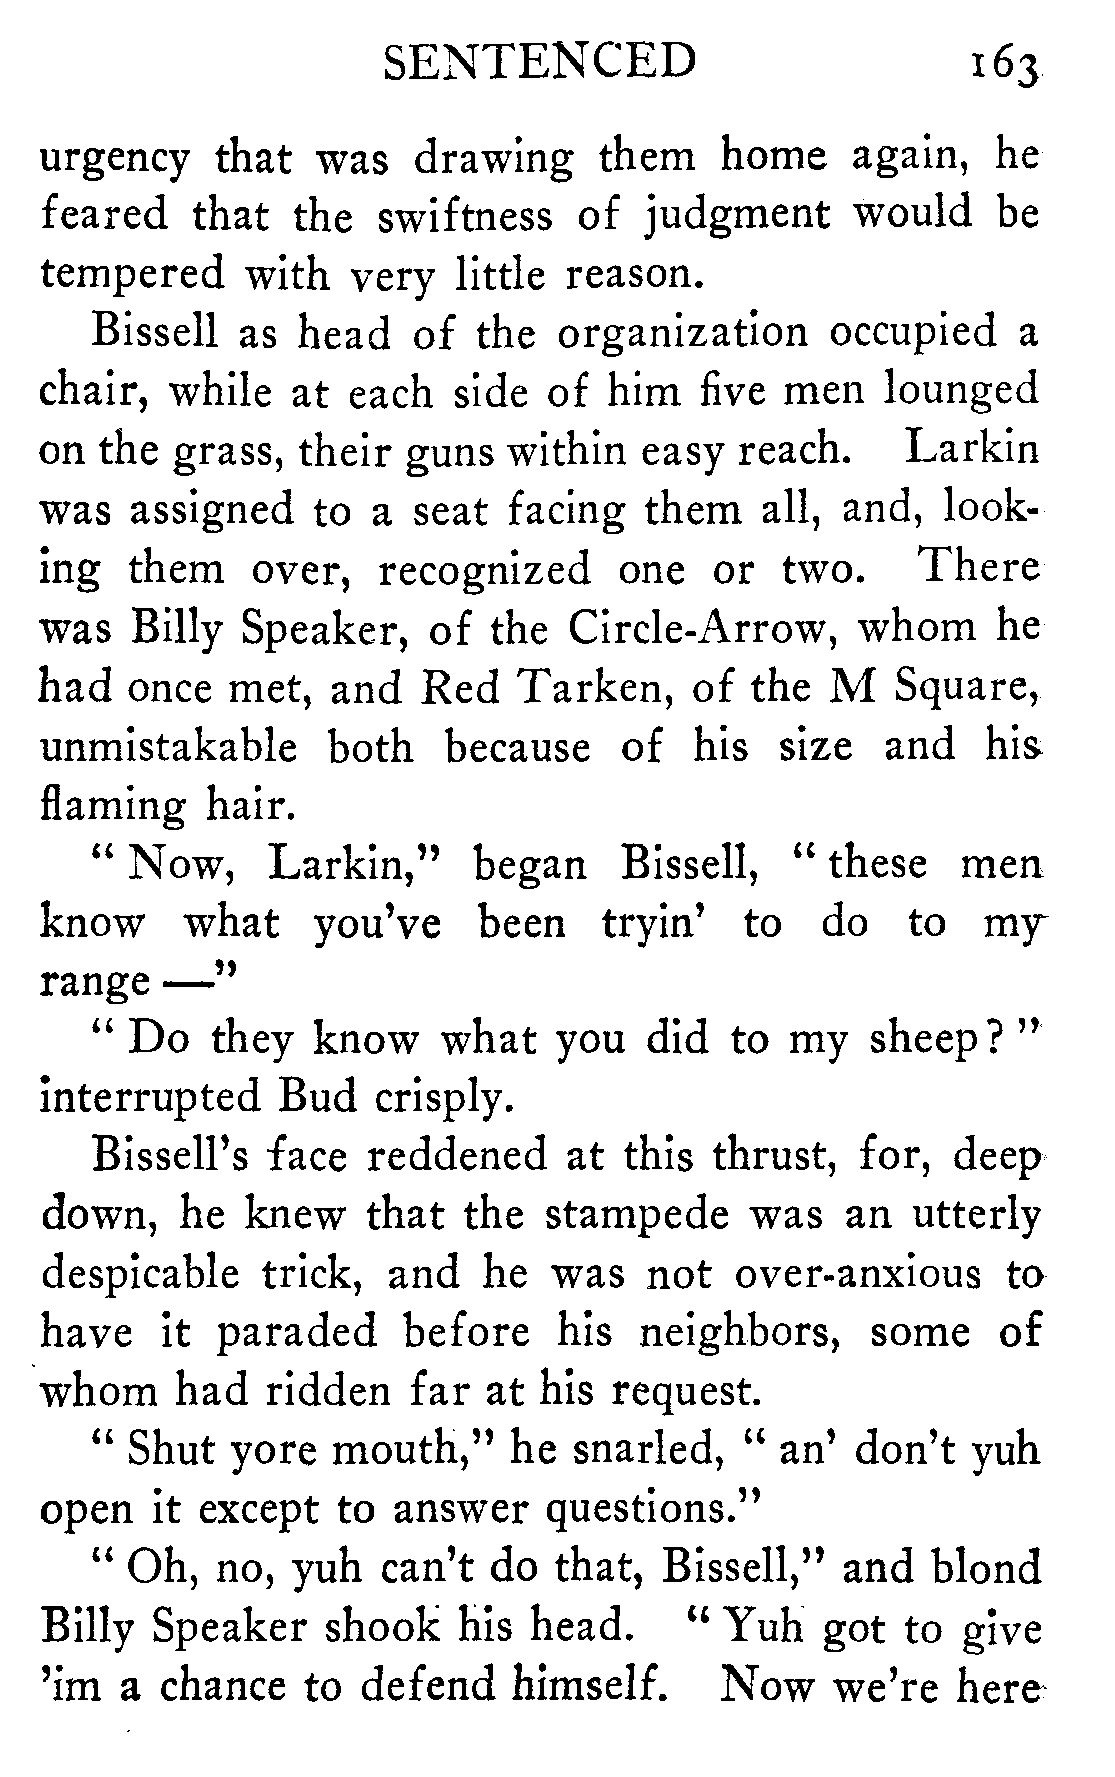 SENTENCED 163
urgency that was drawing them home again, he
feared that the swiftness of judgment would be
tempered with very little reason.
Bissell as head of the organization occupied a
chair, while at each side of him five men lounged
on the grass, their guns within easy reach. Larkin
was assigned to a seat facing them all, and, look-
ing them over, recognized one or two. There
was Billy Speaker, of the Circle-Arrow, whom he
had once met, and Red Tarken, of the M Square,
unmistakable both because of his size and his
flaming hair.
“ Now, Larkin,” began Bissell, “ these men
know what you’ve been tryin’ to do to my
range —”
“ Do they know what you did to my sheep? ”
interrupted Bud crisply.
Bissell’s face reddened at this thrust, for, deep
down, he knew that the stampede was an utterly
despicable trick, and he was not over-anxious to
have it paraded before his neighbors, some of
whom had ridden far at his request.
“ Shut yore mouth,” he snarled, “ an’ don’t yuh
open it except to answer questions.”
“ Oh, no, yuh can’t do that, Bissell,” and blond
Billy Speaker shook his head. “ Yuh got to give
’im a chance to defend himself. Now we’re here